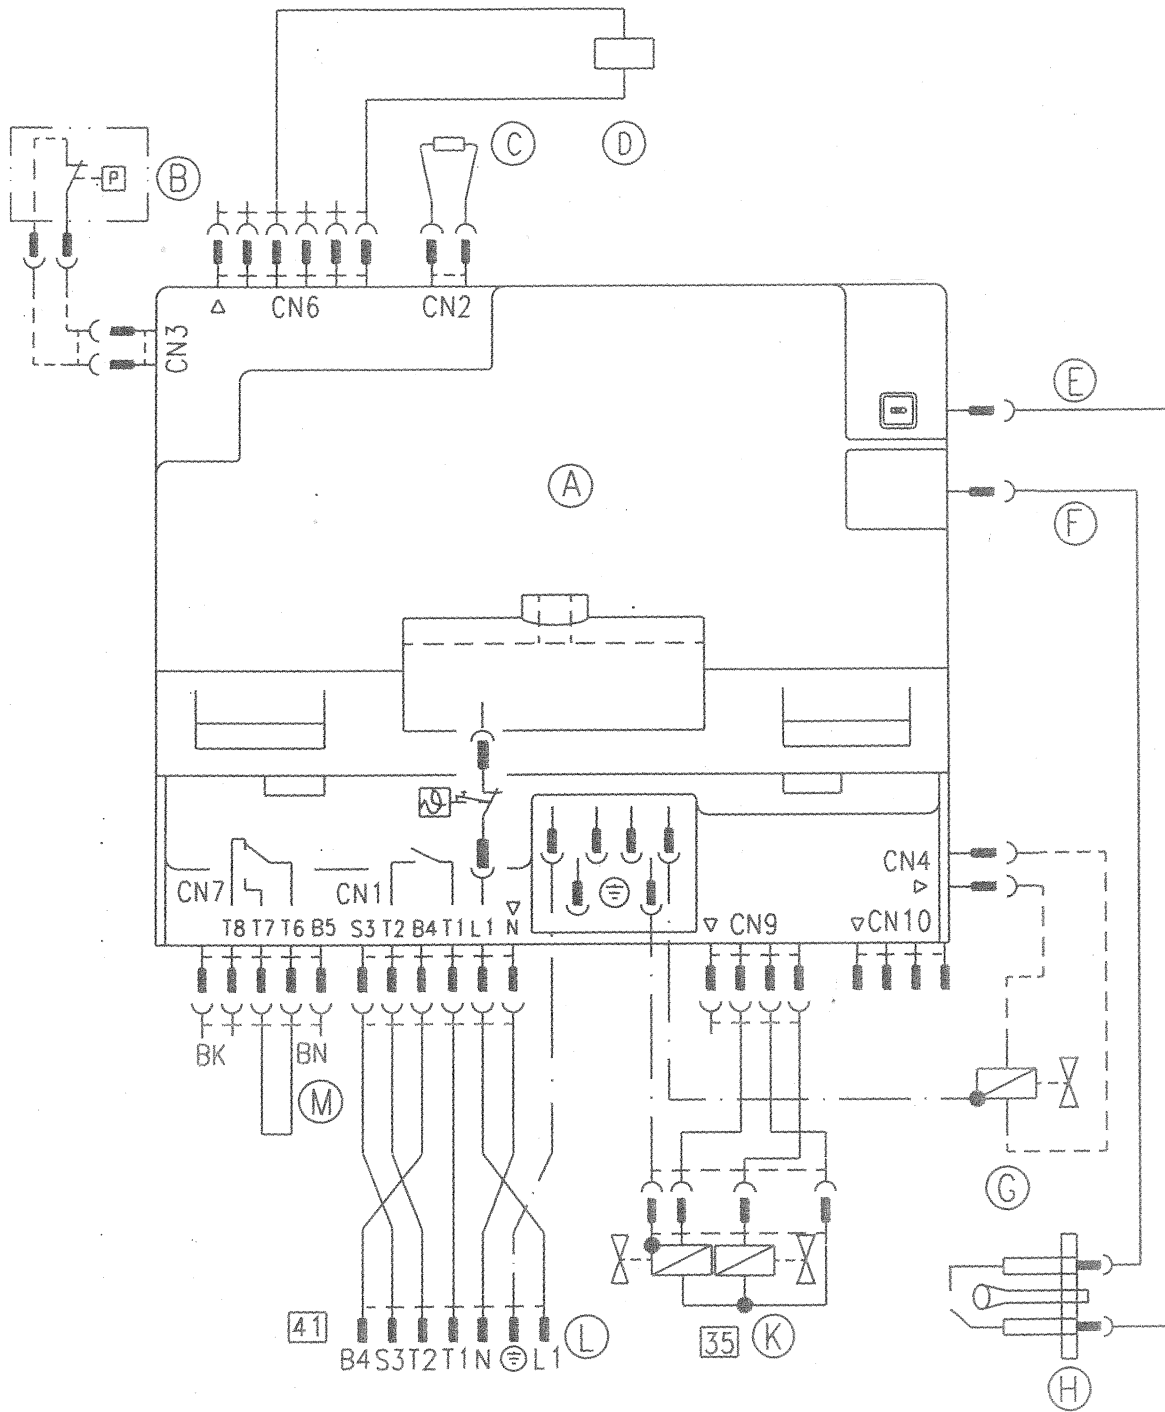 D
C
B
P
CN6
CN2
CN3
E
A
F
CN4
CN7
CN1
CN9
CN10
T8 T7 T6 B5 S3 T2 B4 T1 L1 N
BK
BN
M
G
41
L
35
K
B4 S3 T2 T1 N L1
H